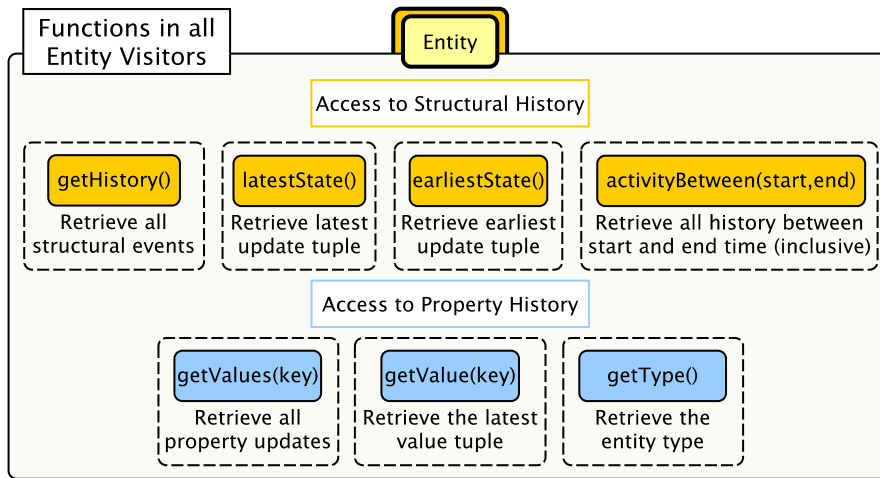 Functions in all
Entity Visitors
Entity
Access to Structural History
getHistory()
Retrieve all
structural events
latestState()
Retrieve latest
update tuple
earliestState()
Retrieve earliest
update tuple
activityBetween(start,end)
Retrieve all history between
start and end time (inclusive)
Access to Property History
getValues(key)
Retrieve all
property updates
getValue(key)
Retrieve the latest
value tuple
getType()
Retrieve the
entity type